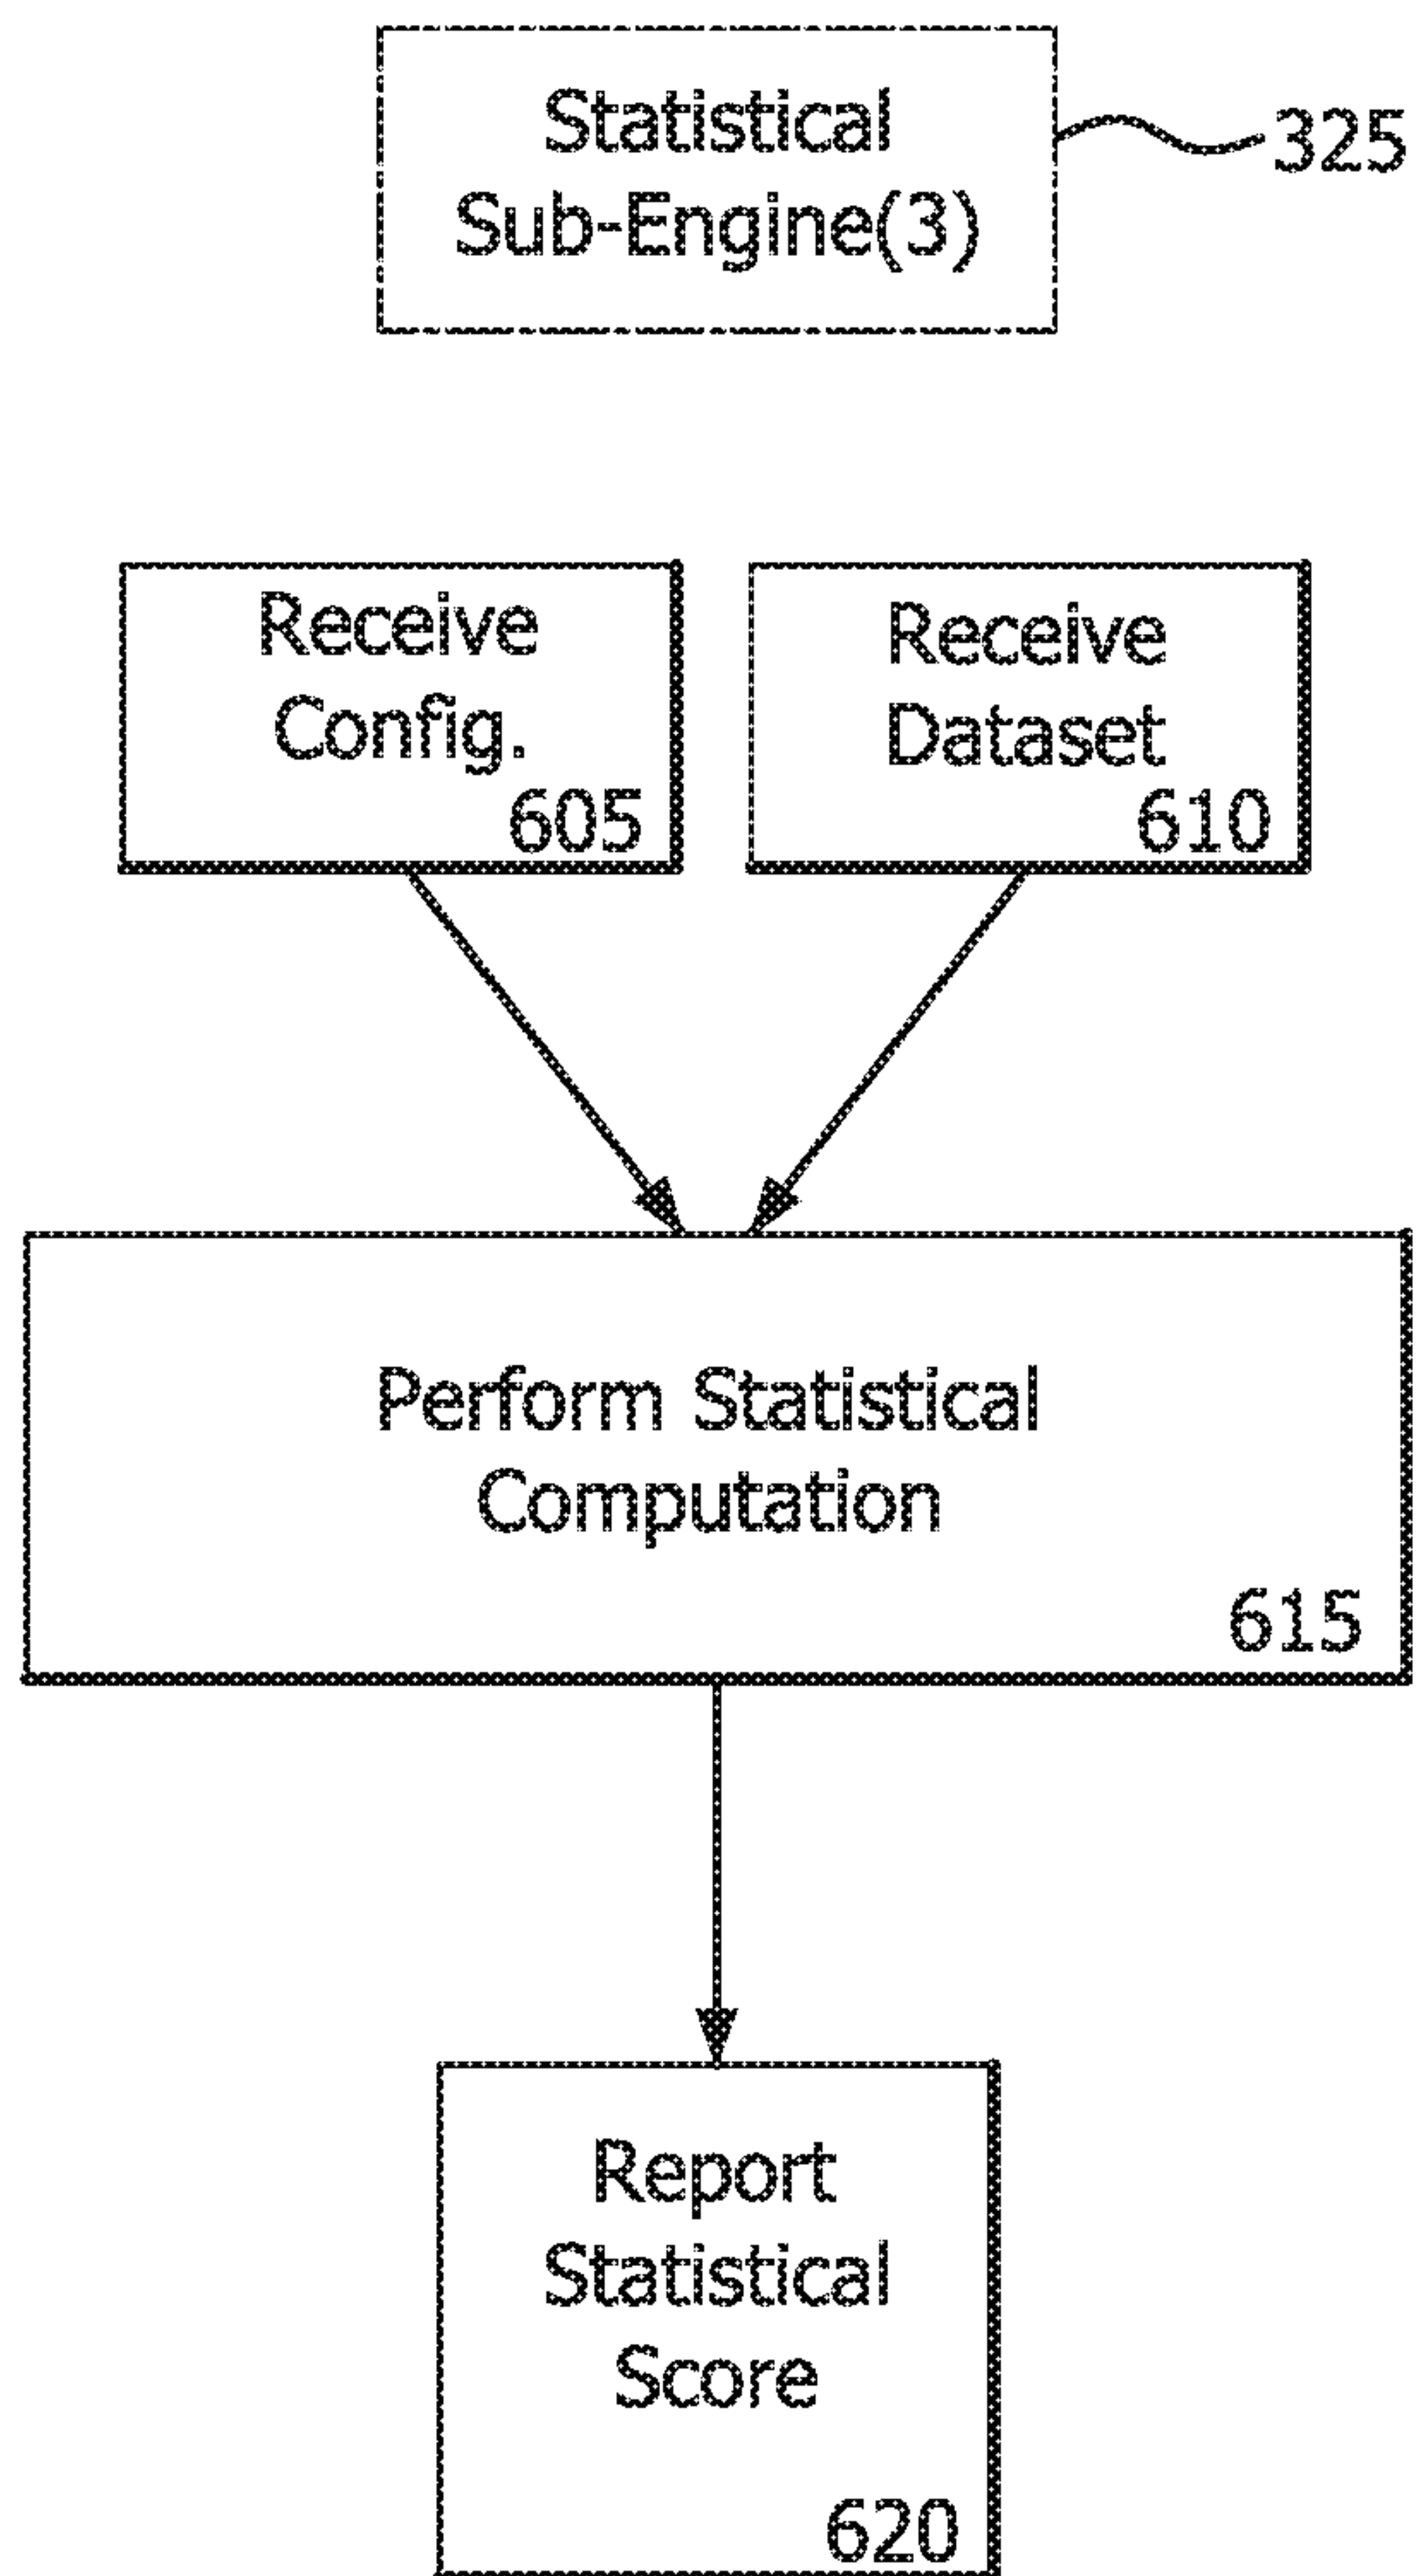 Statistical
Sub-Engine(3)
325
Receive
Config.
605
Receive
Dataset
610
Perform Statistical
Computation
615
Report
Statistical
Score
620